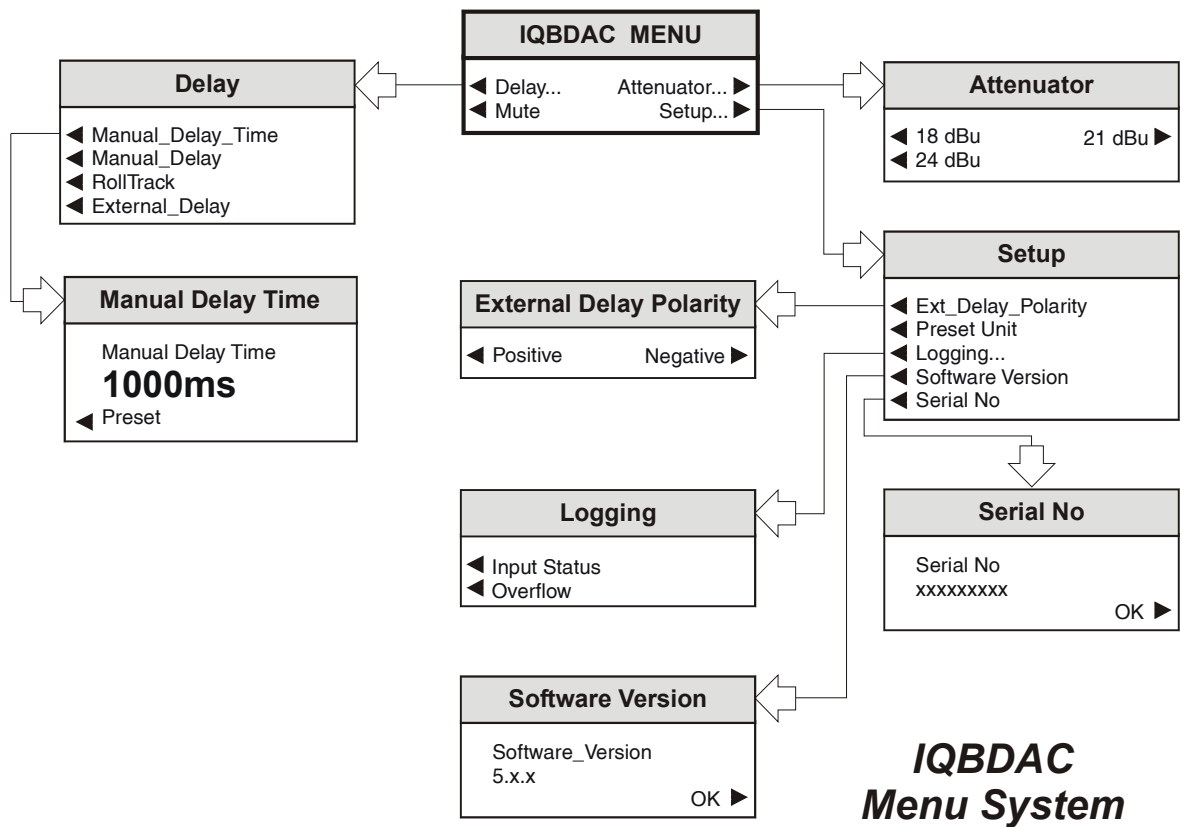 IQBDAC MENU
Delay... Attenuator...
Mute Setup...
Delay
Manual_Delay_Time
Manual_Delay
RollTrack
External_Delay
Attenuator
18 dBu 21 dBu
24 dBu
Manual Delay Time
Manual Delay Time
1000ms
Preset
External Delay Polarity
Positive Negative
Setup
Ext_Delay_Polarity
Preset Unit
Logging...
Software Version
Serial No
Logging
Input Status
Overflow
Serial No
Serial No
xxxxxxxxx
OK
Software Version
Software_Version
5.x.x
OK
IQBDAC
Menu System